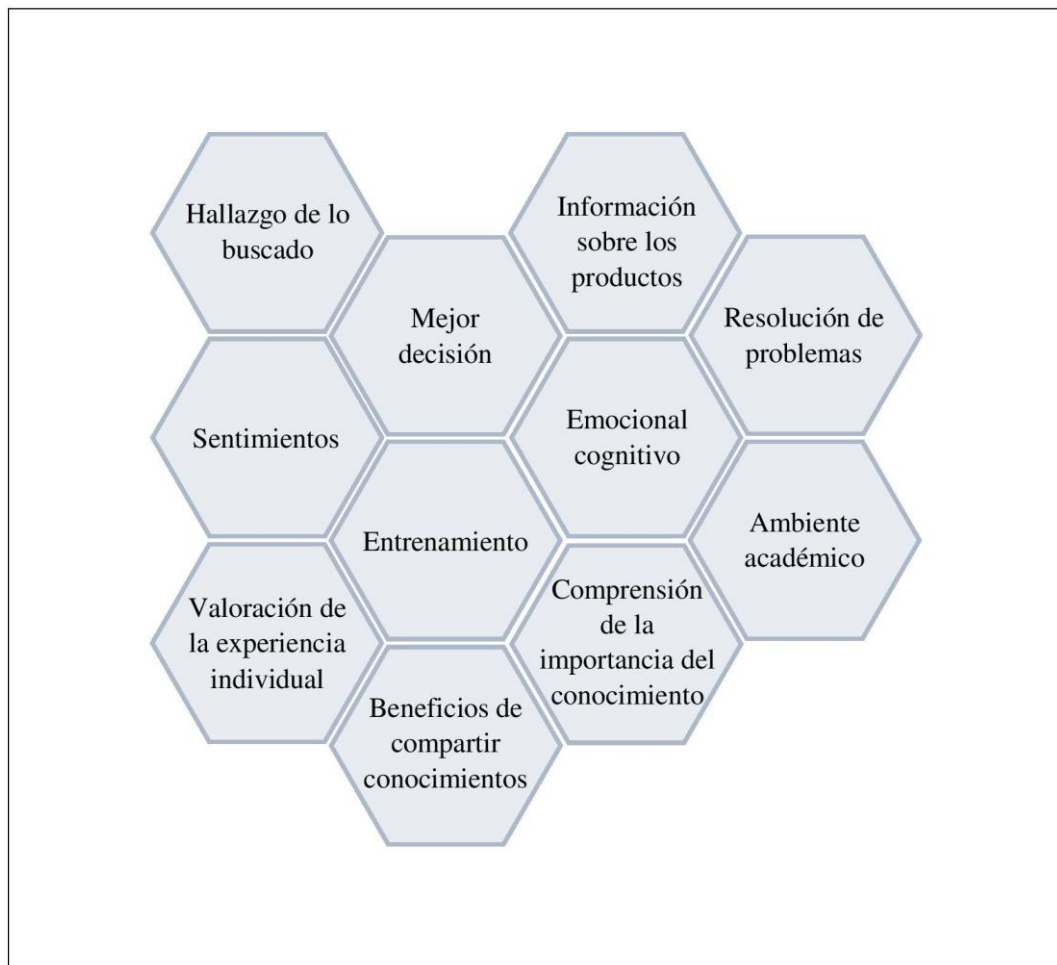 Hallazgo de lo
buscado
Información
sobre los
productos
Mejor
decisión
Resolución de
problemas
Sentimientos
Emocional
cognitivo
Entrenamiento
Ambiente
académico
Valoración de
la experiencia
individual
Comprensión
de la
importancia del
conocimiento
Beneficios de
compartir
conocimientos